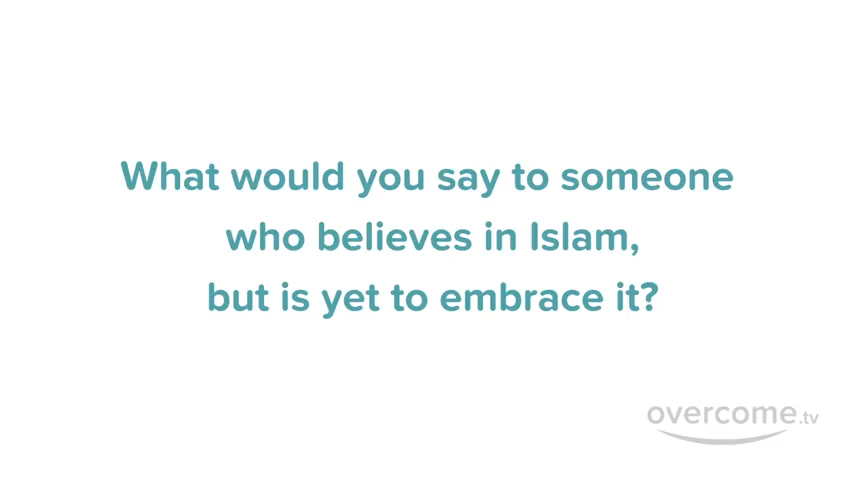 What would you say to someone
who believes in Islam,
but is yet to embrace it?
overcome.tv